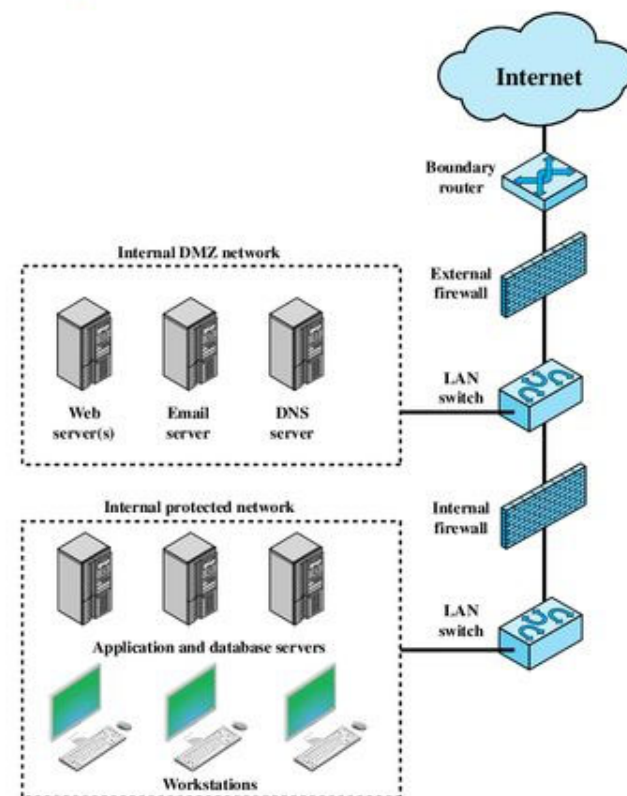 Internet
Boundary
router
Internal DMZ network
External
firewall
LAN
switch
Web
server(s)
Email
server
DNS
server
Internal protected network
Internal
firewall
LAN
switch
Application and database servers
Workstations